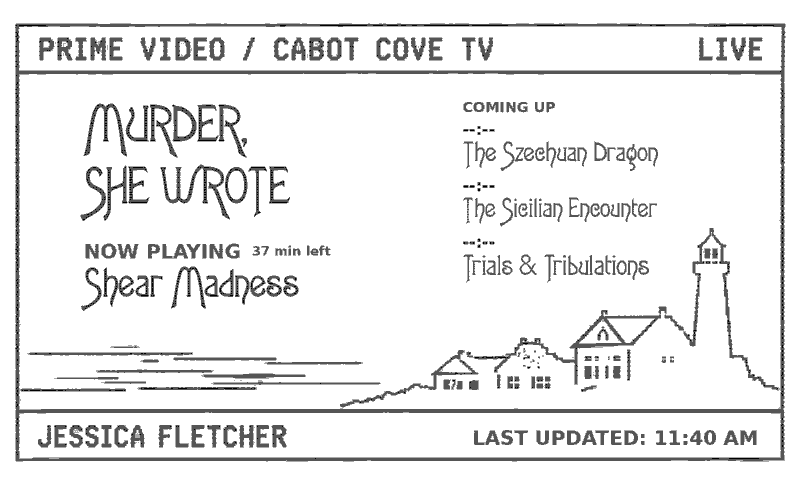 PRIME VIDEO / CABOT COVE TV
LIVE
MURDER,
SHE WROTE
NOW PLAYING 37 min left
Shear Madness
COMING UP
--:--
The Szechuan Dragon
--:--
The Sicilian Encounter
--:--
Trials & Tribulations
JESSICA FLETCHER
LAST UPDATED: 11:40 AM